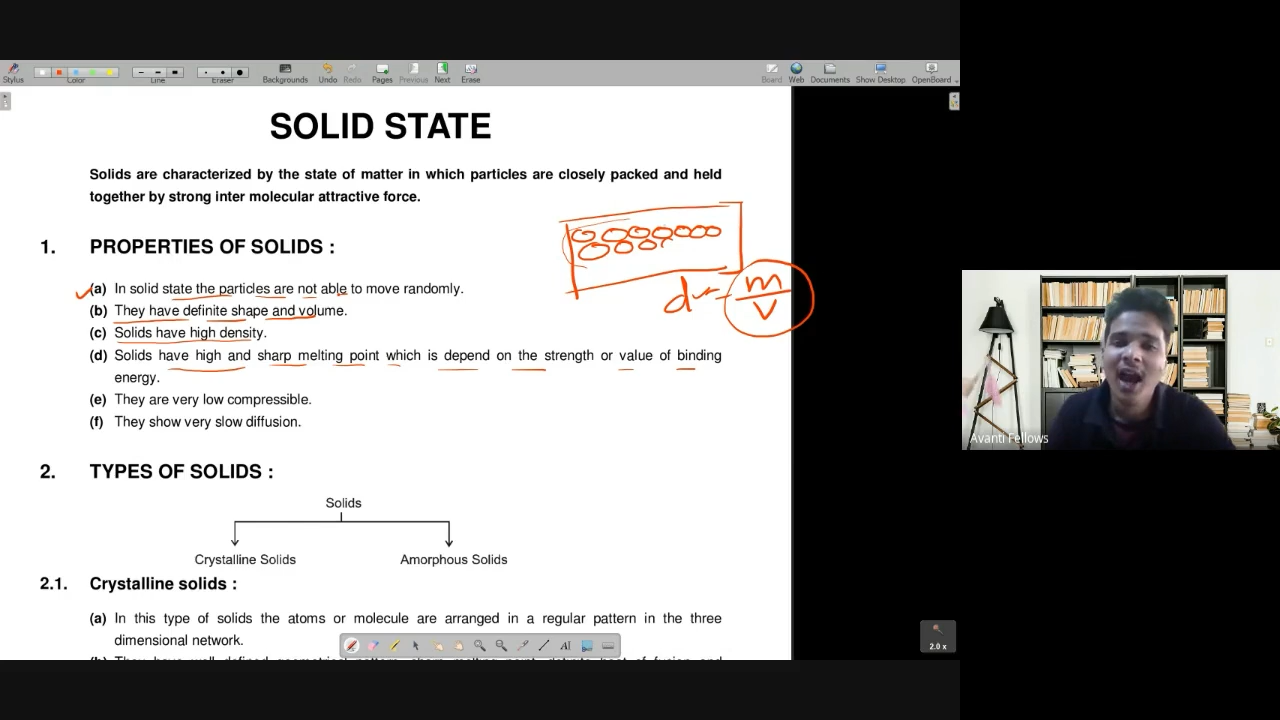 Stylus Color Line Eraser Backgrounds Undo Redo Pages Previous Next Erase Board Web Documents Show Desktop OpenBoard
SOLID STATE
Solids are characterized by the state of matter in which particles are closely packed and held
together by strong inter molecular attractive force.
1. PROPERTIES OF SOLIDS :
(a) In solid state the particles are not able to move randomly.
(b) They have definite shape and volume.
(c) Solids have high density.
d = m/V
(d) Solids have high and sharp melting point which is depend on the strength or value of binding
energy.
(e) They are very low compressible.
(f) They show very slow diffusion.
Avanti Fellows
2. TYPES OF SOLIDS :
Solids
Crystalline Solids Amorphous Solids
2.1. Crystalline solids :
(a) In this type of solids the atoms or molecule are arranged in a regular pattern in the three
dimensional network.
2.0 x